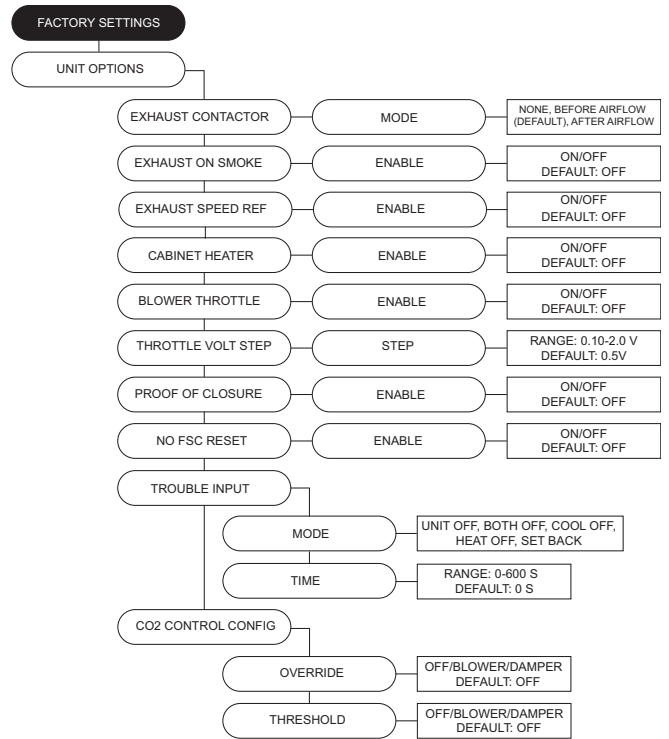 FACTORY SETTINGS
UNIT OPTIONS
EXHAUST CONTACTOR
MODE
NONE, BEFORE AIRFLOW
(DEFAULT), AFTER AIRFLOW
EXHAUST ON SMOKE
ENABLE
ON/OFF
DEFAULT: OFF
EXHAUST SPEED REF
ENABLE
ON/OFF
DEFAULT: OFF
CABINET HEATER
ENABLE
ON/OFF
DEFAULT: OFF
BLOWER THROTTLE
ENABLE
ON/OFF
DEFAULT: OFF
THROTTLE VOLT STEP
STEP
RANGE: 0.10-2.0 V
DEFAULT: 0.5V
PROOF OF CLOSURE
ENABLE
ON/OFF
DEFAULT: OFF
NO FSC RESET
ENABLE
ON/OFF
DEFAULT: OFF
TROUBLE INPUT
MODE
UNIT OFF, BOTH OFF, COOL OFF,
HEAT OFF, SET BACK
TIME
RANGE: 0-600 S
DEFAULT: 0 S
CO2 CONTROL CONFIG
OVERRIDE
OFF/BLOWER/DAMPER
DEFAULT: OFF
THRESHOLD
OFF/BLOWER/DAMPER
DEFAULT: OFF